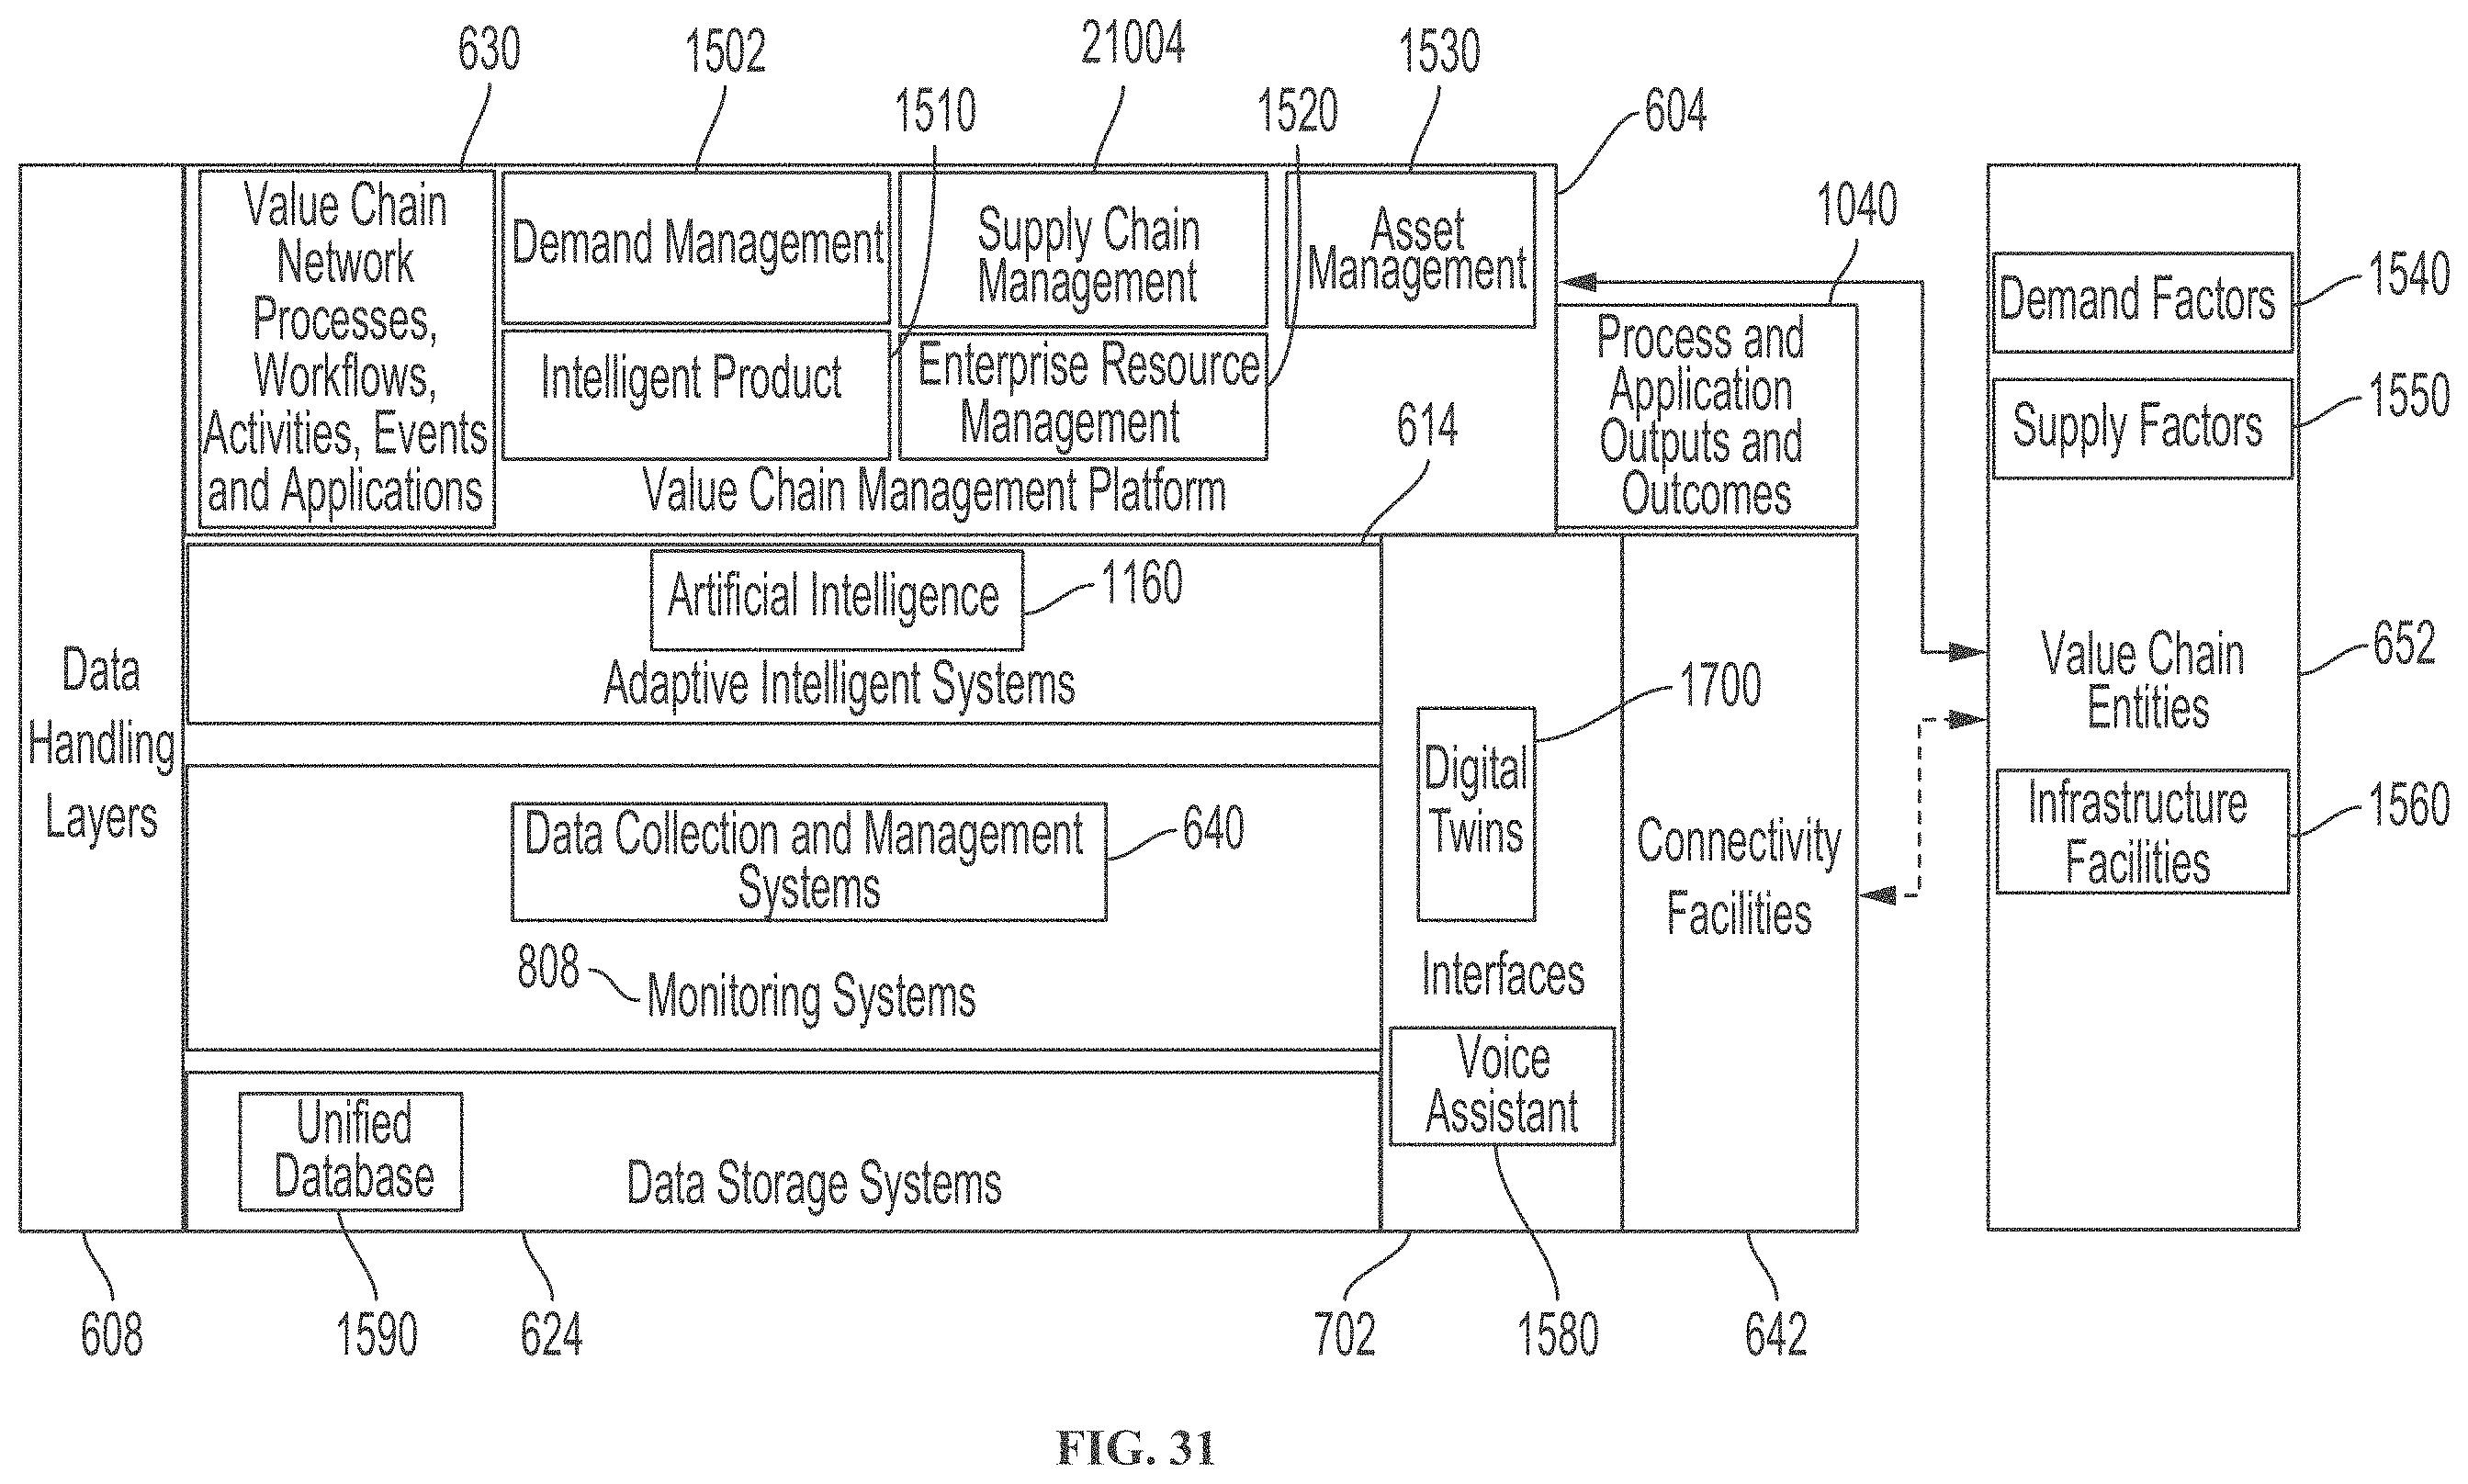 630
1502
21004
1530
1510
1520
604
1040
Value Chain
Network
Processes,
Workflows,
Activities, Events
and Applications
Demand Management
Supply Chain
Management
Asset
Management
Intelligent Product
Enterprise Resource
Management
Value Chain Management Platform
614
Process and
Application
Outputs and
Outcomes
Demand Factors
1540
Supply Factors
1550
Artificial Intelligence
1160
Adaptive Intelligent Systems
Data
Handling
Layers
1700
Digital
Twins
Value Chain
Entities
652
Data Collection and Management
Systems
640
Connectivity
Facilities
Infrastructure
Facilities
1560
808
Monitoring Systems
Interfaces
Voice
Assistant
Unified
Database
Data Storage Systems
608
1590
624
702
1580
642
FIG. 31